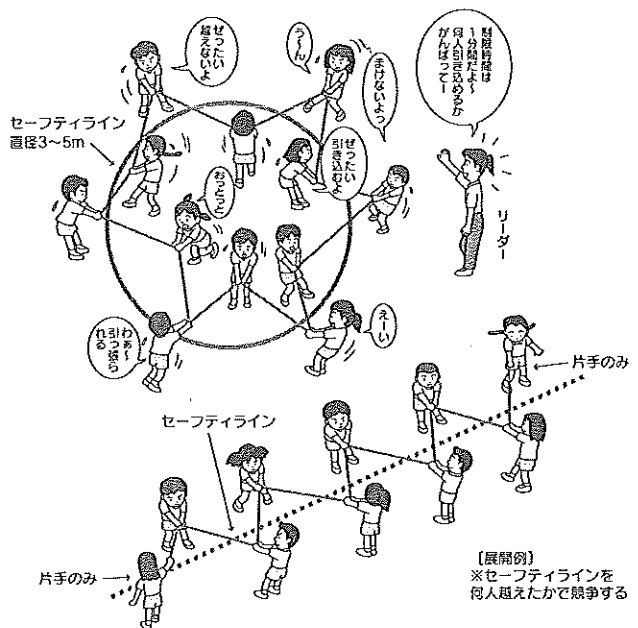 ぜったい
越えないよ
う〜ん
まけないよっ
制限時間は
1分間だよ〜
何人引き込めるか
がんばってー
セーフティライン
直径3〜5m
ぜったい
引き込むよ
おっとっと
リーダー
えーい
わぁ〜
引っ張ら
れる
片手のみ
セーフティライン
片手のみ
［展開例］
※セーフティラインを
何人越えたかで競争する